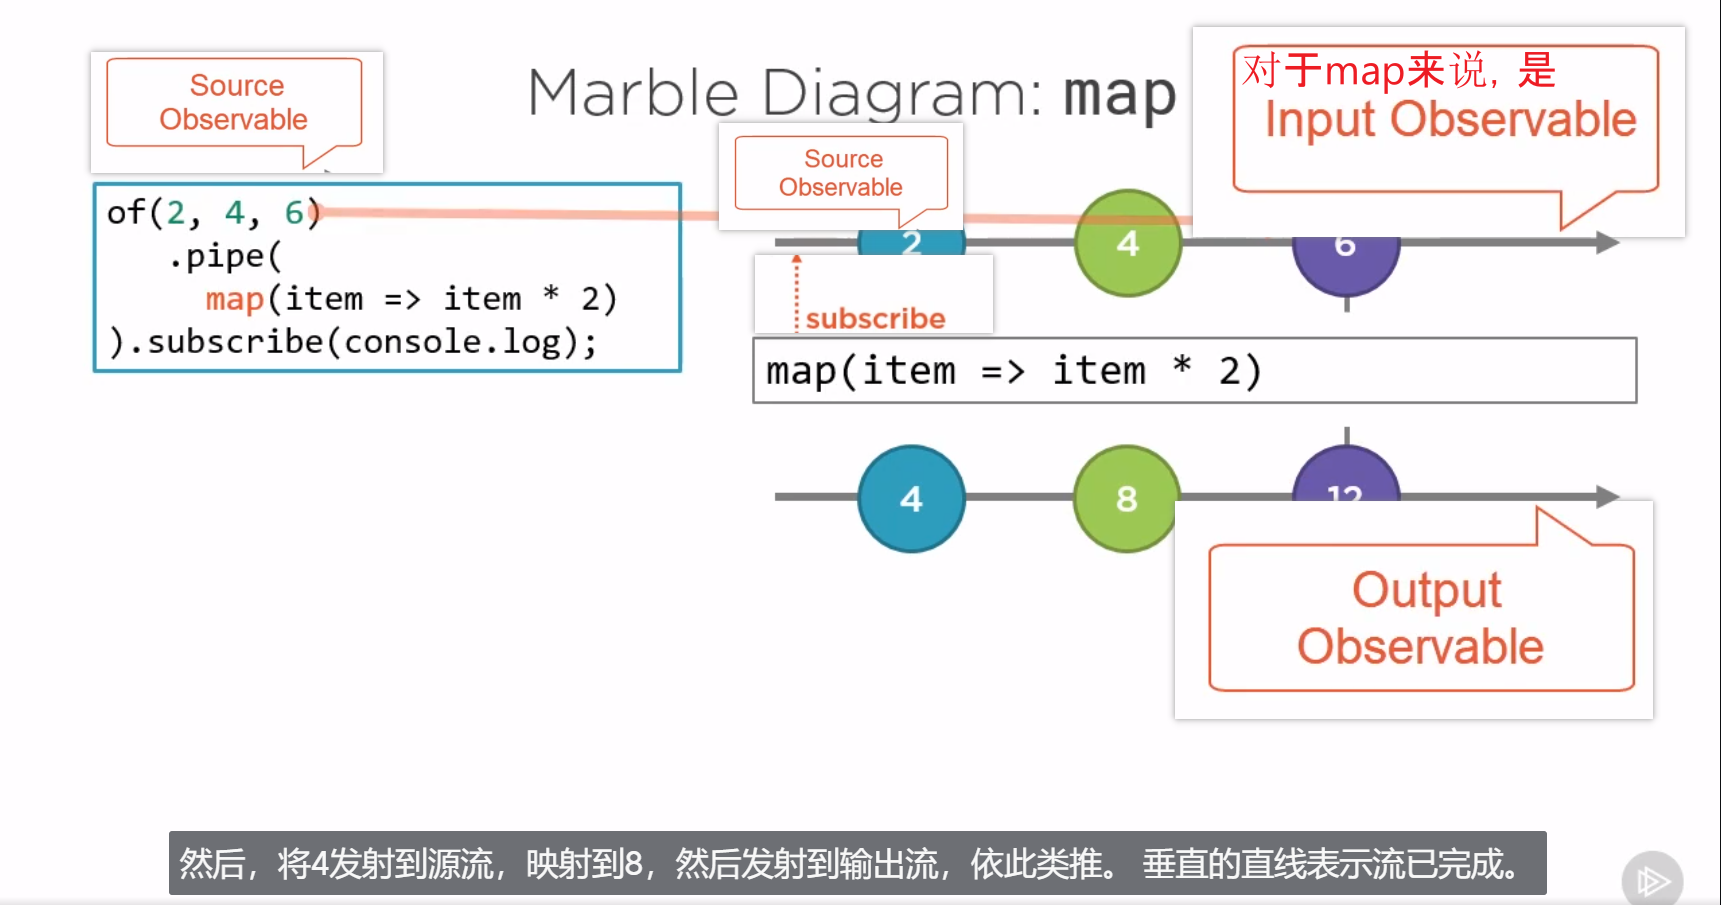 Marble Diagram: map
Source
Observable
of(2, 4, 6)
.pipe(
map(item => item * 2)
).subscribe(console.log);
Source
Observable
对于map来说, 是
Input Observable
2
4
6
subscribe
map(item => item * 2)
4
8
12
Output
Observable
然后，将4发射到源流，映射到8，然后发射到输出流，依此类推。 垂直的直线表示流已完成。